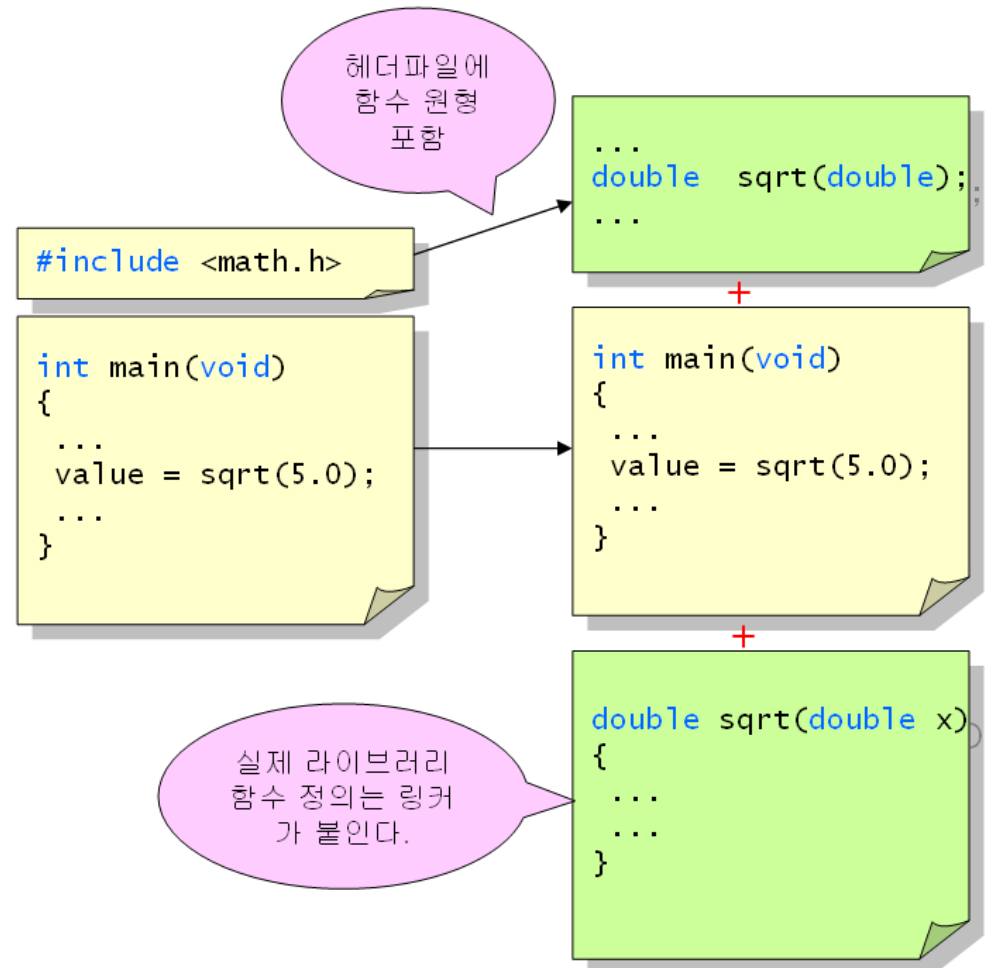 헤더파일에
함수 원형
포함
...
double  sqrt(double);
...
#include <math.h>
+
int main(void)
{
 ...
 value = sqrt(5.0);
 ...
}
int main(void)
{
 ...
 value = sqrt(5.0);
 ...
}
+
실제 라이브러리
함수 정의는 링커
가 붙인다.
double sqrt(double x)
{
 ...
 ...
}